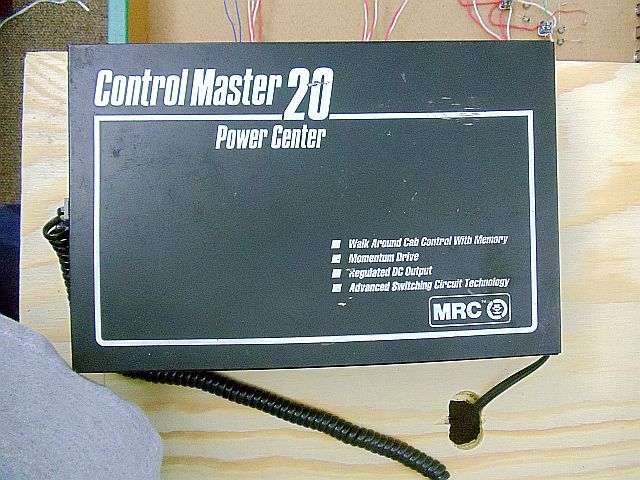 Control Master 20
Power Center
Walk Around Cab Control With Memory
Momentum Drive
Regulated DC Output
Advanced Switching Circuit Technology
MRC™